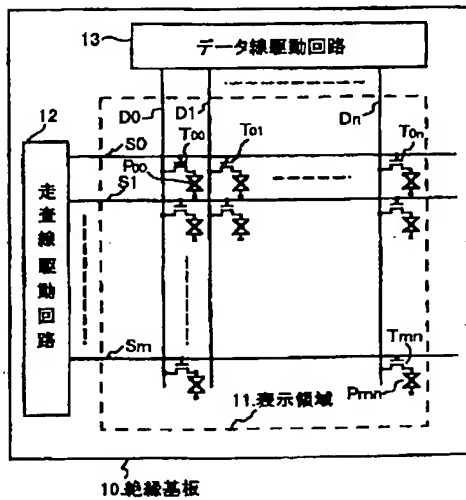 13
データ線駆動回路
12
D0
D1
Dn
T00
T01
T0n
S0
P00
S1
走査線駆動回路
Sm
Tmn
Pmn
11.表示領域
10.絶縁基板